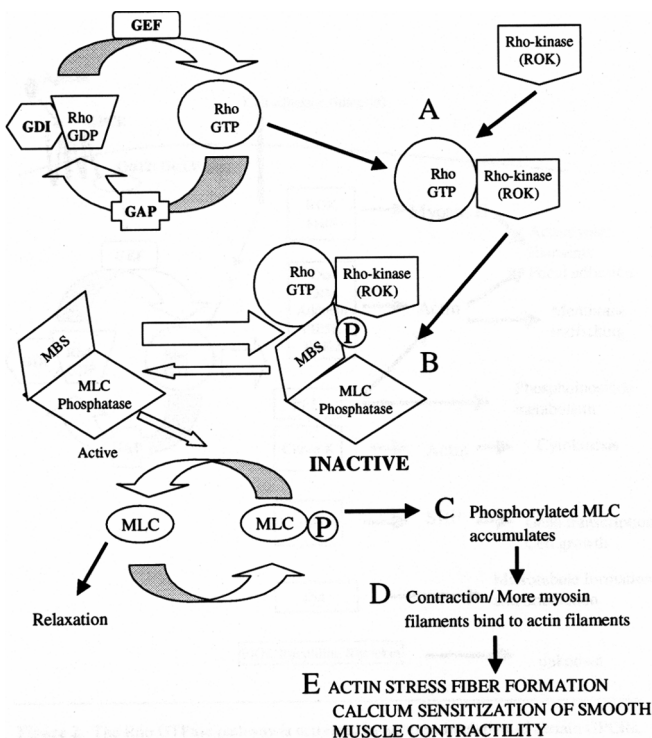 GEF
Rho-kinase
(ROK)
A
GDI
Rho
GDP
Rho
GTP
Rho
GTP
Rho-kinase
(ROK)
GAP
Rho
GTP
Rho-kinase
(ROK)
P
MBS
MBS
B
MLC
Phosphatase
MLC
Phosphatase
Active
INACTIVE
MLC
MLC
P
C
Phosphorylated MLC
accumulates
Relaxation
D
Contraction/ More myosin
filaments bind to actin filaments
E ACTIN STRESS FIBER FORMATION
CALCIUM SENSITIZATION OF SMOOTH
MUSCLE CONTRACTILITY